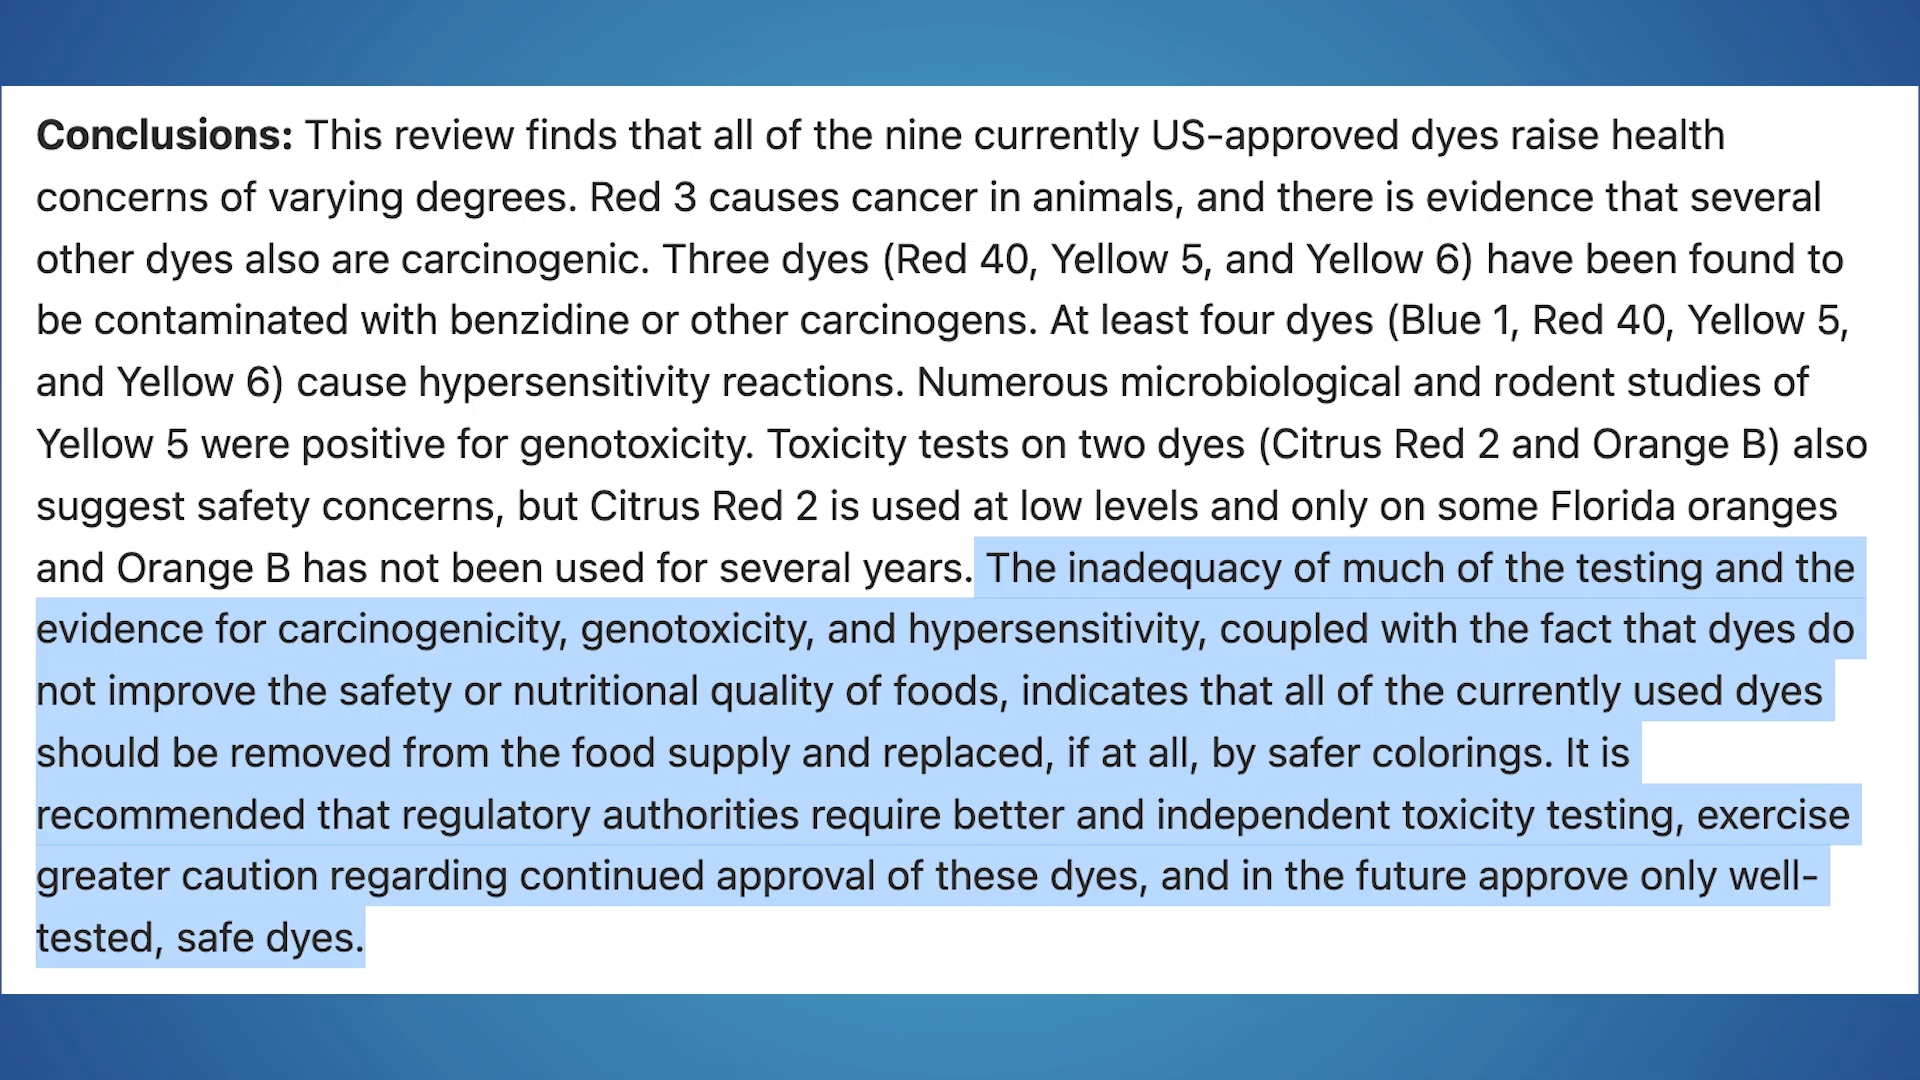 Conclusions: This review finds that all of the nine currently US-approved dyes raise health
concerns of varying degrees. Red 3 causes cancer in animals, and there is evidence that several
other dyes also are carcinogenic. Three dyes (Red 40, Yellow 5, and Yellow 6) have been found to
be contaminated with benzidine or other carcinogens. At least four dyes (Blue 1, Red 40, Yellow 5,
and Yellow 6) cause hypersensitivity reactions. Numerous microbiological and rodent studies of
Yellow 5 were positive for genotoxicity. Toxicity tests on two dyes (Citrus Red 2 and Orange B) also
suggest safety concerns, but Citrus Red 2 is used at low levels and only on some Florida oranges
and Orange B has not been used for several years. The inadequacy of much of the testing and the
evidence for carcinogenicity, genotoxicity, and hypersensitivity, coupled with the fact that dyes do
not improve the safety or nutritional quality of foods, indicates that all of the currently used dyes
should be removed from the food supply and replaced, if at all, by safer colorings. It is
recommended that regulatory authorities require better and independent toxicity testing, exercise
greater caution regarding continued approval of these dyes, and in the future approve only well-
tested, safe dyes.